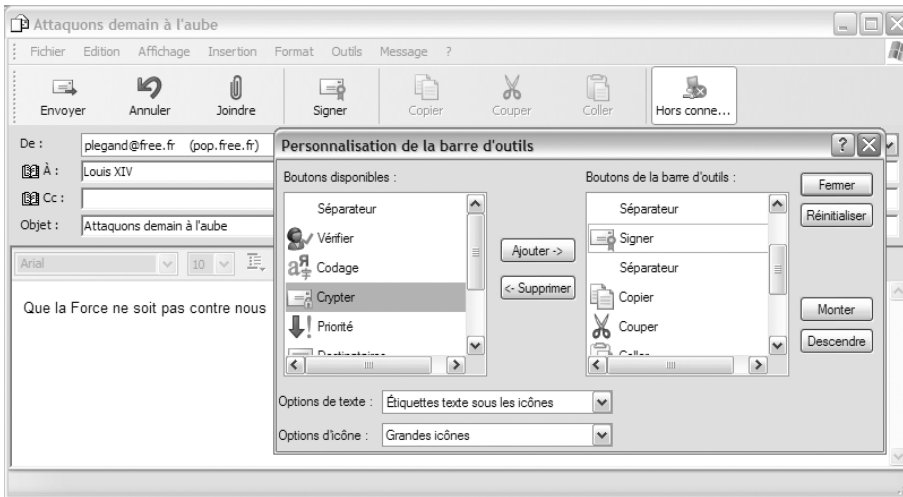 Attaquons demain à l'aube
Fichier Edition Affichage Insertion Format Outils Message ?
Envoyer Annuler Joindre Signer Copier Couper Coller Hors conne...
De : plegand@free.fr (pop.free.fr)
À : Louis XIV
Cc :
Objet : Attaquons demain à l'aube
Arial 10
Que la Force ne soit pas contre nous
Personnalisation de la barre d'outils
Boutons disponibles :
Séparateur
Vérifier
Codage
Crypter
Priorité
Destinataires
Ajouter ->
<- Supprimer
Boutons de la barre d'outils :
Séparateur
Signer
Séparateur
Copier
Couper
Coller
Fermer
Réinitialiser
Monter
Descendre
Options de texte : Étiquettes texte sous les icônes
Options d'icône : Grandes icônes